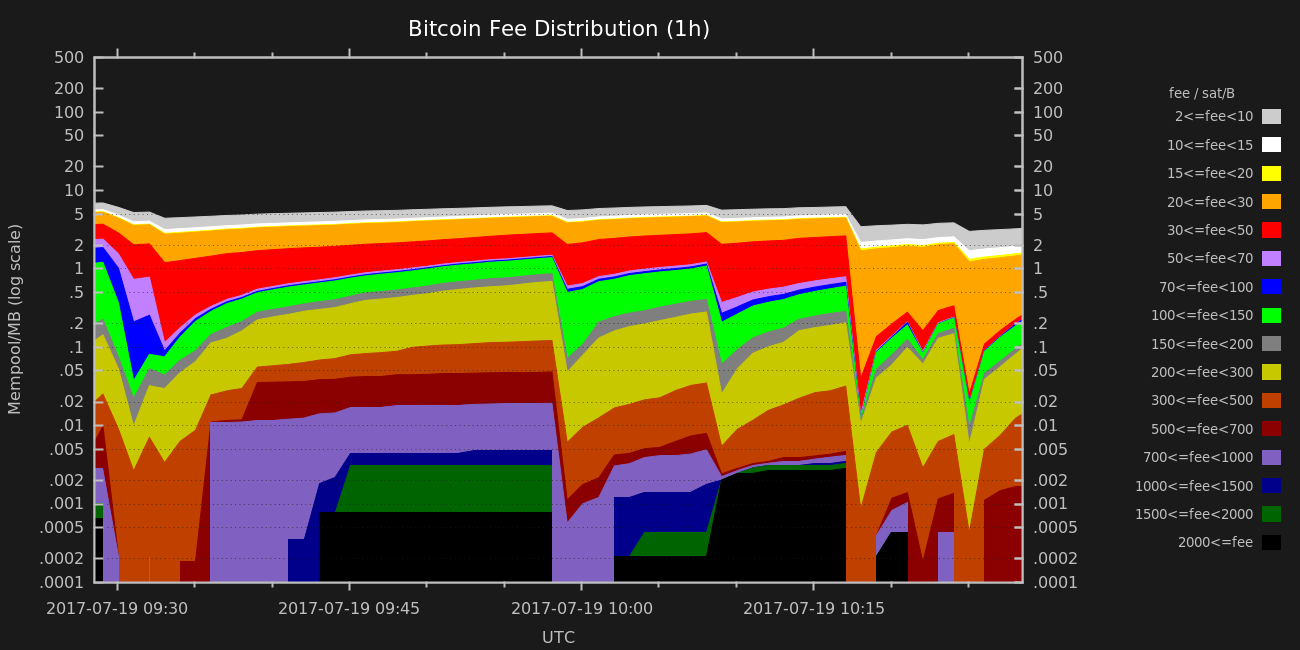 Bitcoin Fee Distribution (1h)
Mempool/MB (log scale)
500
200
100
50
20
10
5
2
1
.5
.2
.1
.05
.02
.01
.005
.002
.001
.0005
.0002
.0001
500
200
100
50
20
10
5
2
1
.5
.2
.1
.05
.02
.01
.005
.002
.001
.0005
.0002
.0001
2017-07-19 09:30 2017-07-19 09:45 2017-07-19 10:00 2017-07-19 10:15
UTC
fee / sat/B
2<=fee<10
10<=fee<15
15<=fee<20
20<=fee<30
30<=fee<50
50<=fee<70
70<=fee<100
100<=fee<150
150<=fee<200
200<=fee<300
300<=fee<500
500<=fee<700
700<=fee<1000
1000<=fee<1500
1500<=fee<2000
2000<=fee